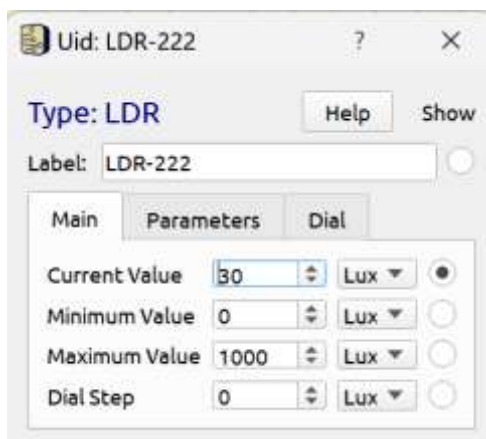 Uid: LDR-222 ? ×
Type: LDR Help Show
Label: LDR-222
Main Parameters Dial
Current Value 30 Lux
Minimum Value 0 Lux
Maximum Value 1000 Lux
Dial Step 0 Lux